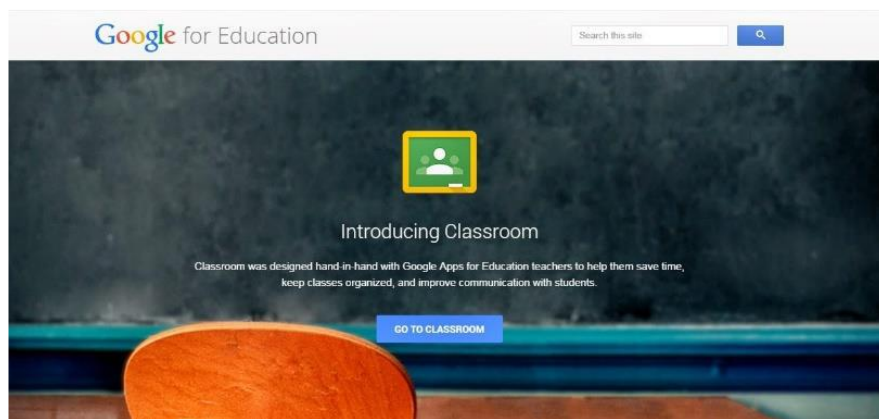 Google for Education
Search this site
Introducing Classroom
Classroom was designed hand-in-hand with Google Apps for Education teachers to help them save time,
keep classes organized, and improve communication with students.
GO TO CLASSROOM